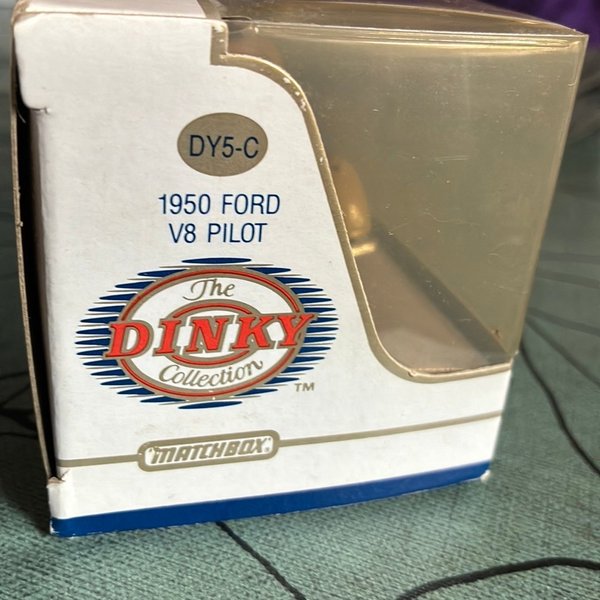 DY5-C
1950 FORD
V8 PILOT
The
DINKY
Collection
TM
MATCHBOX